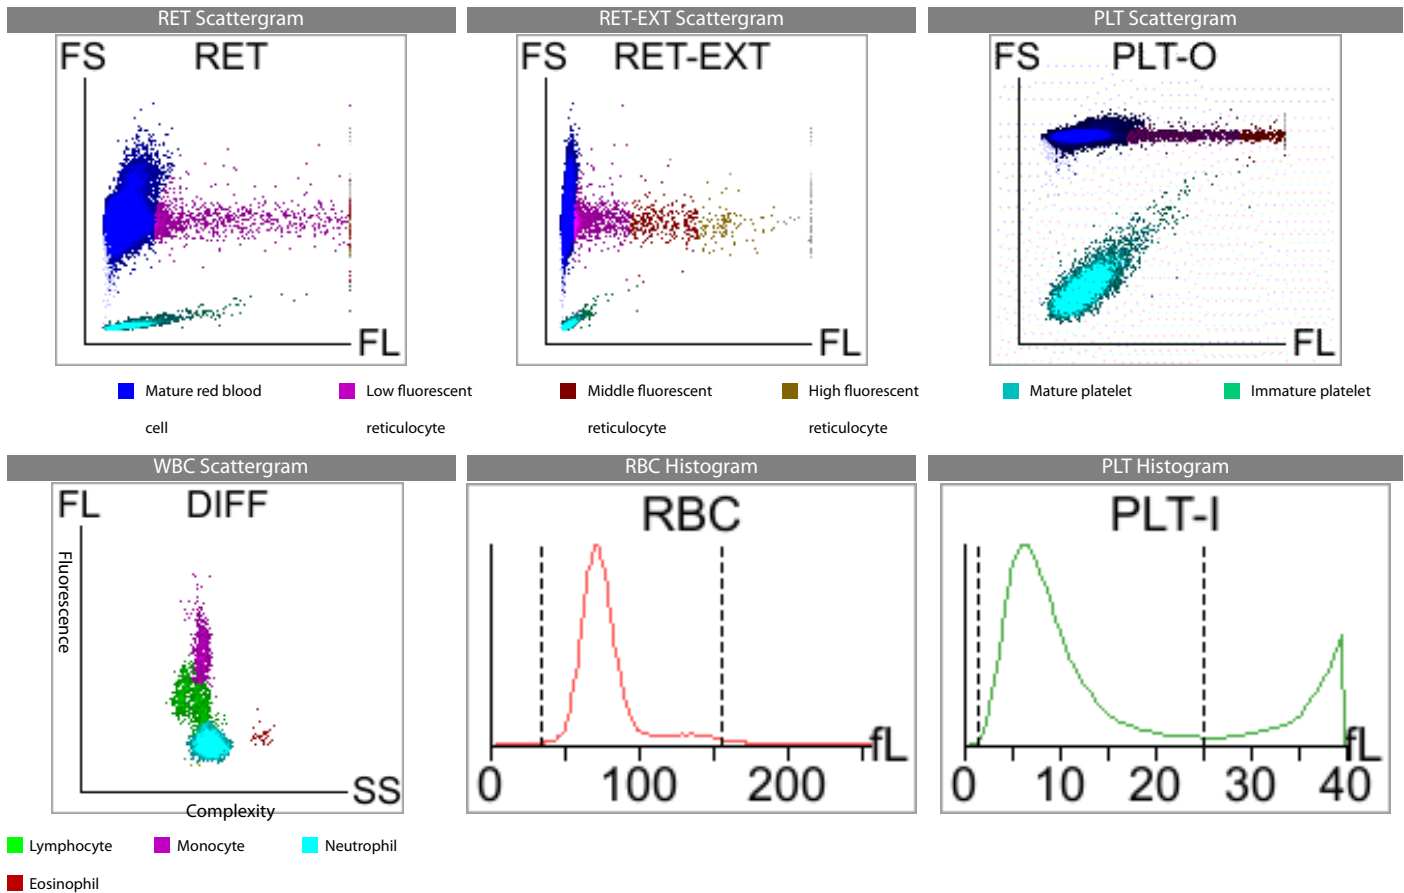 RET Scattergram
RET-EXT Scattergram
PLT Scattergram
FS RET
FL
FS RET-EXT
FL
FS PLT-O
FL
Mature red blood
cell
Low fluorescent
reticulocyte
Middle fluorescent
reticulocyte
High fluorescent
reticulocyte
Mature platelet
Immature platelet
WBC Scattergram
RBC Histogram
PLT Histogram
FL DIFF
Fluorescence
SS
Complexity
RBC
fL
0 100 200
PLT-I
fL
0 10 20 30 40
Lymphocyte
Monocyte
Neutrophil
Eosinophil